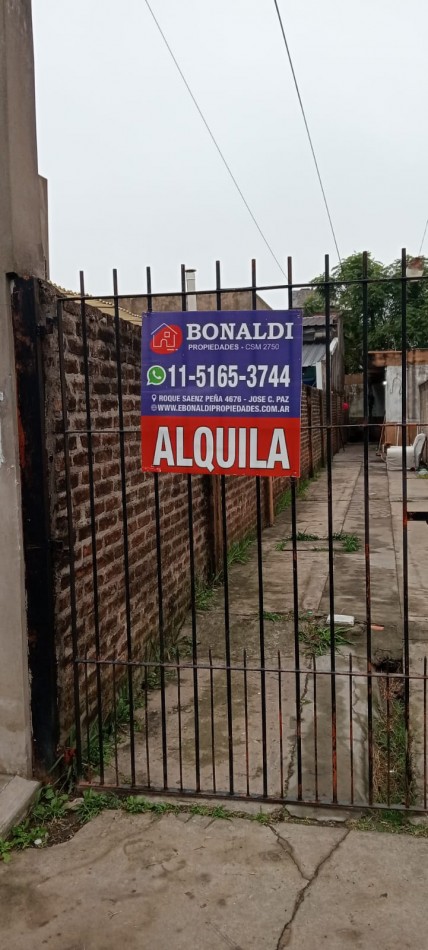 BONALDI
PROPIEDADES - CSM 2750
11-5165-3744
ROQUE SAENZ PEÑA 4676 - JOSE C. PAZ
WWW.EBONALDIPROPIEDADES.COM.AR
ALQUILA